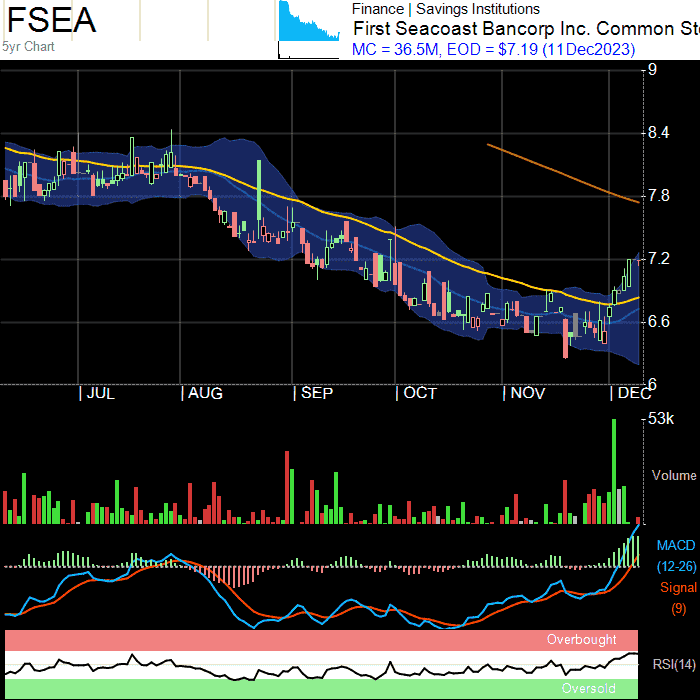 FSEA
5yr Chart
Finance | Savings Institutions
First Seacoast Bancorp Inc. Common Sto
MC = 36.5M, EOD = $7.19 (11Dec2023)
9
8.4
7.8
7.2
6.6
6
JUL AUG SEP OCT NOV DEC
53k
Volume
MACD
(12-26)
Signal
(9)
Overbought
RSI(14)
Oversold